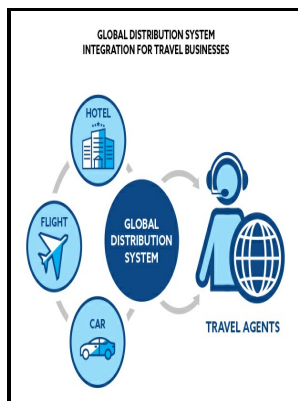 GLOBAL DISTRIBUTION SYSTEM
INTEGRATION FOR TRAVEL BUSINESSES
HOTEL
FLIGHT
GLOBAL
DISTRIBUTION
SYSTEM
CAR
TRAVEL AGENTS